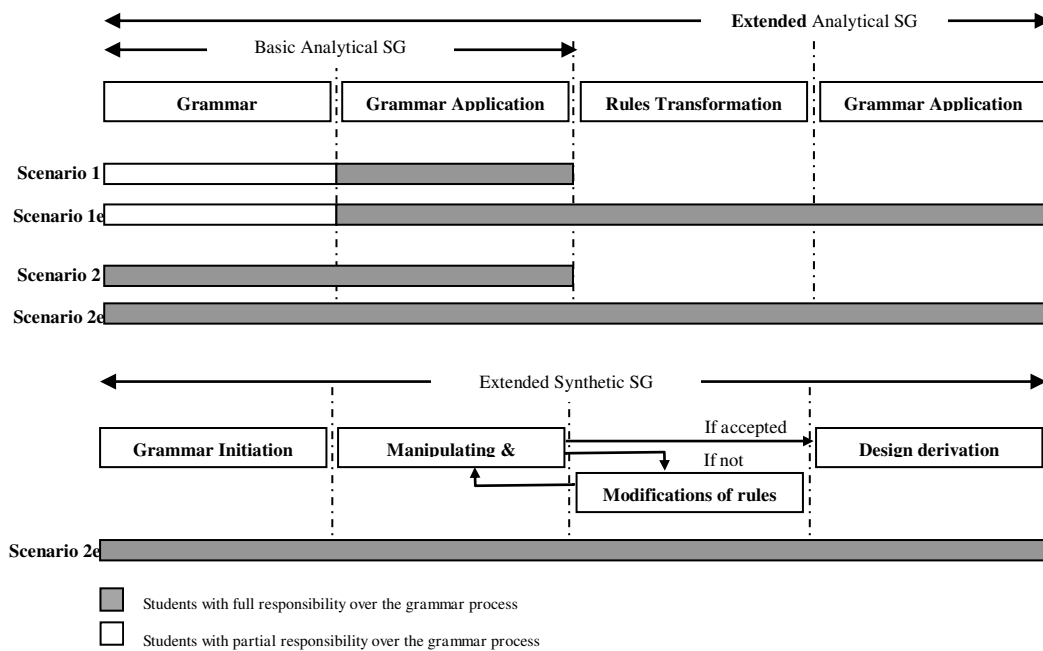 Extended Analytical SG
Basic Analytical SG
Grammar
Grammar Application
Rules Transformation
Grammar Application
Scenario 1
Scenario 1e
Scenario 2
Scenario 2e
Extended Synthetic SG
Grammar Initiation
Manipulating &
If accepted
If not
Modifications of rules
Design derivation
Scenario 2e
Students with full responsibility over the grammar process
Students with partial responsibility over the grammar process